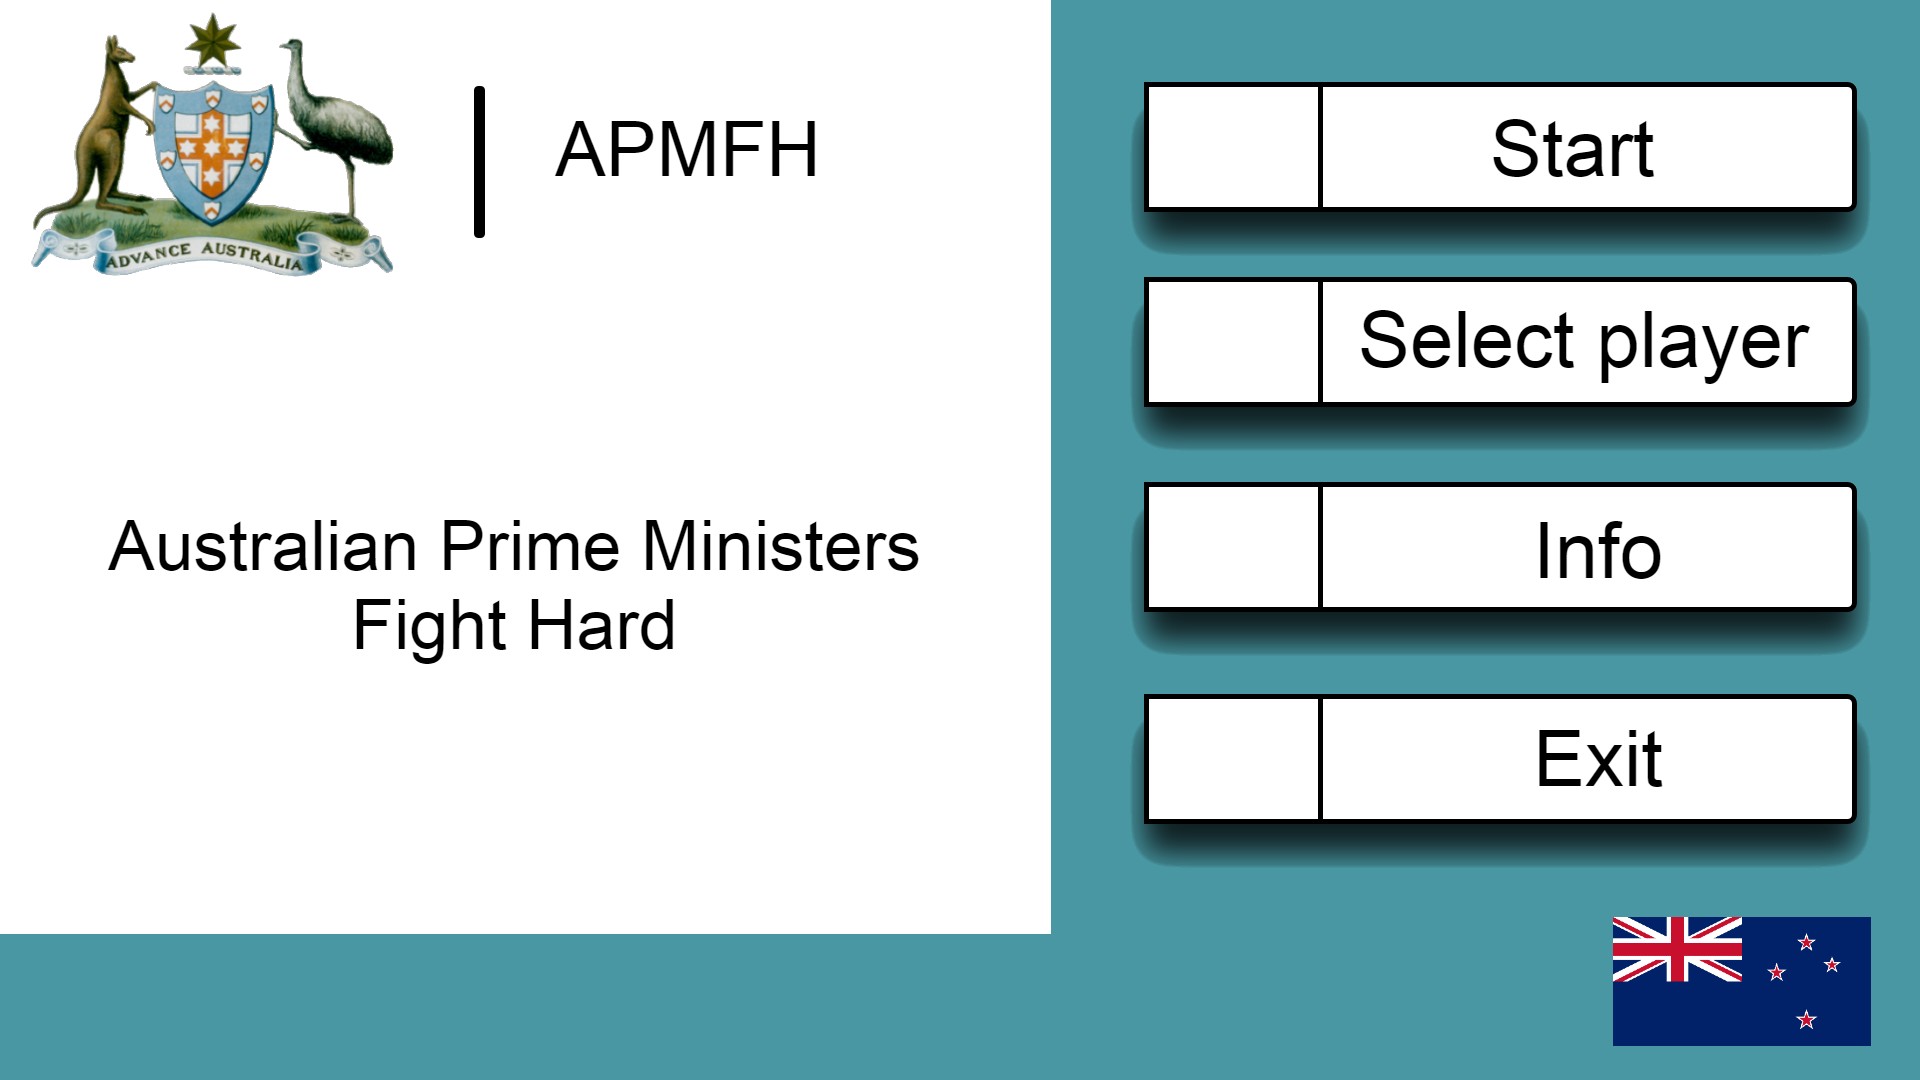 ADVANCE AUSTRALIA
APMFH
Australian Prime Ministers
Fight Hard
Start
Select player
Info
Exit